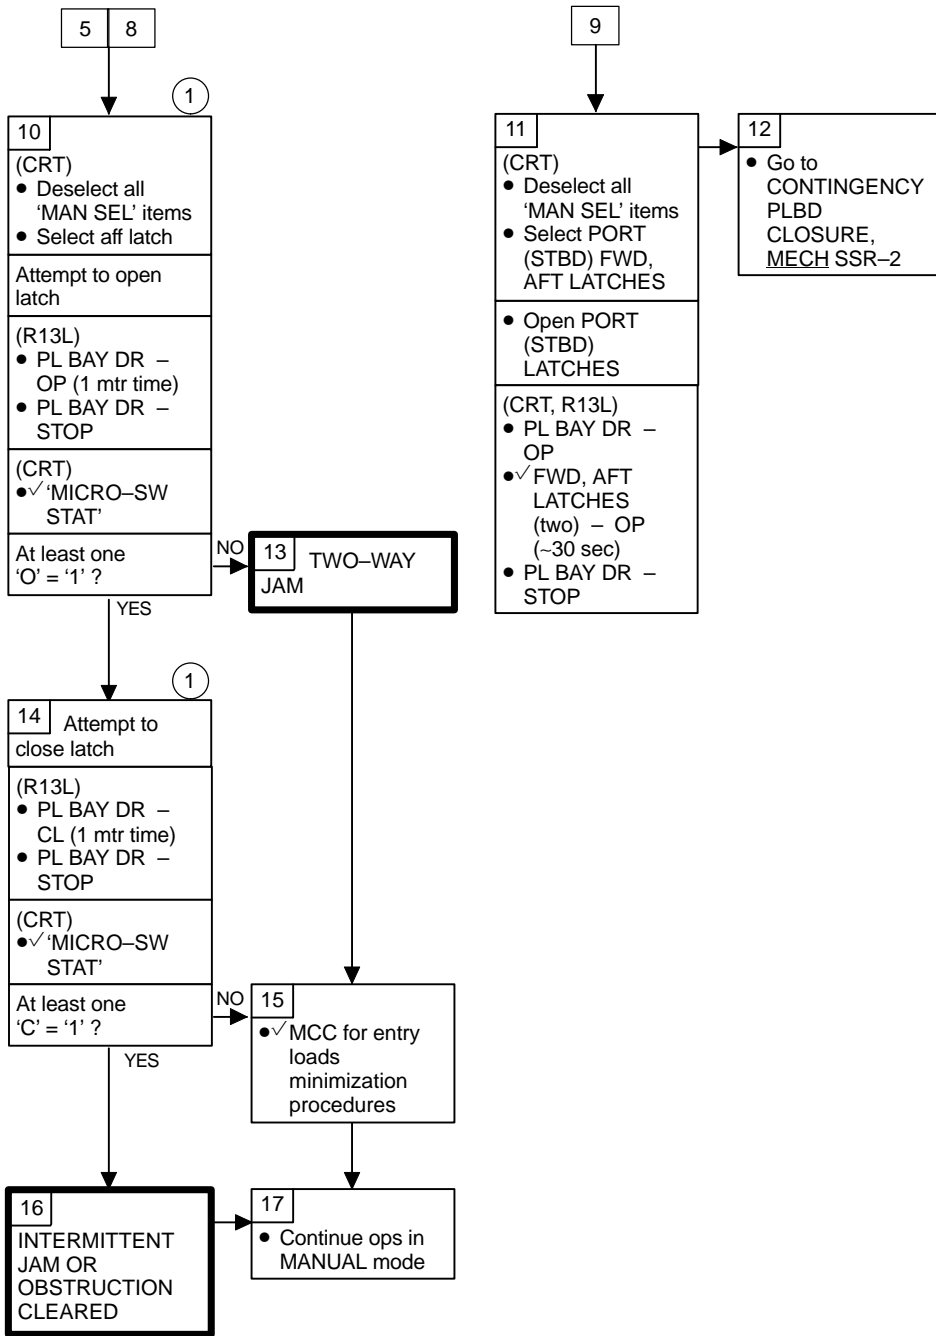 5 8
1
10
(CRT)
• Deselect all
‘MAN SEL’ items
• Select aff latch
Attempt to open
latch
(R13L)
• PL BAY DR –
OP (1 mtr time)
• PL BAY DR –
STOP
(CRT)
•√ ‘MICRO–SW
STAT’
At least one
‘O’ = ‘1’ ?
NO
YES
13 TWO–WAY
JAM
1
14 Attempt to
close latch
(R13L)
• PL BAY DR –
CL (1 mtr time)
• PL BAY DR –
STOP
(CRT)
•√ ‘MICRO–SW
STAT’
At least one
‘C’ = ‘1’ ?
NO
YES
15
•√ MCC for entry
loads
minimization
procedures
16
INTERMITTENT
JAM OR
OBSTRUCTION
CLEARED
17
• Continue ops in
MANUAL mode
9
11
(CRT)
• Deselect all
‘MAN SEL’ items
• Select PORT
(STBD) FWD,
AFT LATCHES
• Open PORT
(STBD)
LATCHES
(CRT, R13L)
• PL BAY DR –
OP
•√ FWD, AFT
LATCHES
(two) – OP
(~30 sec)
• PL BAY DR –
STOP
12
• Go to
CONTINGENCY
PLBD
CLOSURE,
MECH SSR–2